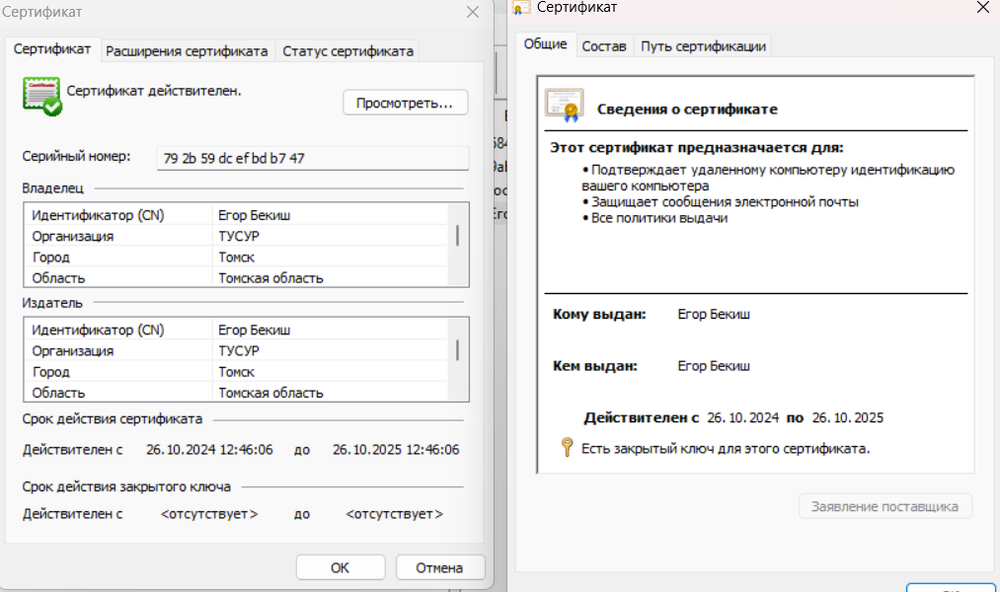 Сертификат
Сертификат Расширения сертификата Статус сертификата
Сертификат действителен.
Просмотреть...
Серийный номер: 79 2b 59 dc ef bd b7 47
Владелец
Идентификатор (CN) Егор Бекиш
Организация ТУСУР
Город Томск
Область Томская область
Издатель
Идентификатор (CN) Егор Бекиш
Организация ТУСУР
Город Томск
Область Томская область
Срок действия сертификата
Действителен с 26.10.2024 12:46:06 до 26.10.2025 12:46:06
Срок действия закрытого ключа
Действителен с <отсутствует> до <отсутствует>
ОК Отмена
Сертификат
Общие Состав Путь сертификации
Сведения о сертификате
Этот сертификат предназначается для:
• Подтверждает удаленному компьютеру идентификацию
вашего компьютера
• Защищает сообщения электронной почты
• Все политики выдачи
Кому выдан: Егор Бекиш
Кем выдан: Егор Бекиш
Действителен с 26.10.2024 по 26.10.2025
Есть закрытый ключ для этого сертификата.
Заявление поставщика